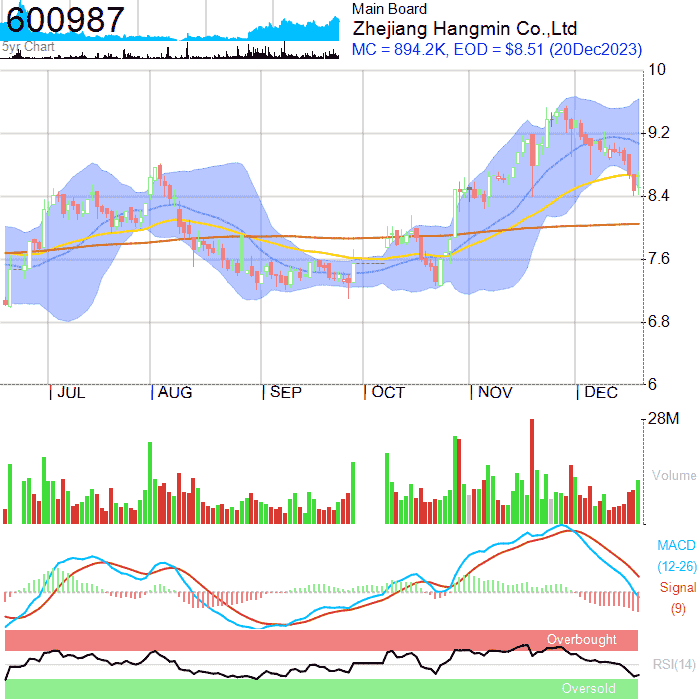 600987
5yr Chart
Main Board
Zhejiang Hangmin Co.,Ltd
MC = 894.2K, EOD = $8.51 (20Dec2023)
10
9.2
8.4
7.6
6.8
6
JUL AUG SEP OCT NOV DEC
28M
Volume
MACD
(12-26)
Signal
(9)
Overbought
RSI(14)
Oversold